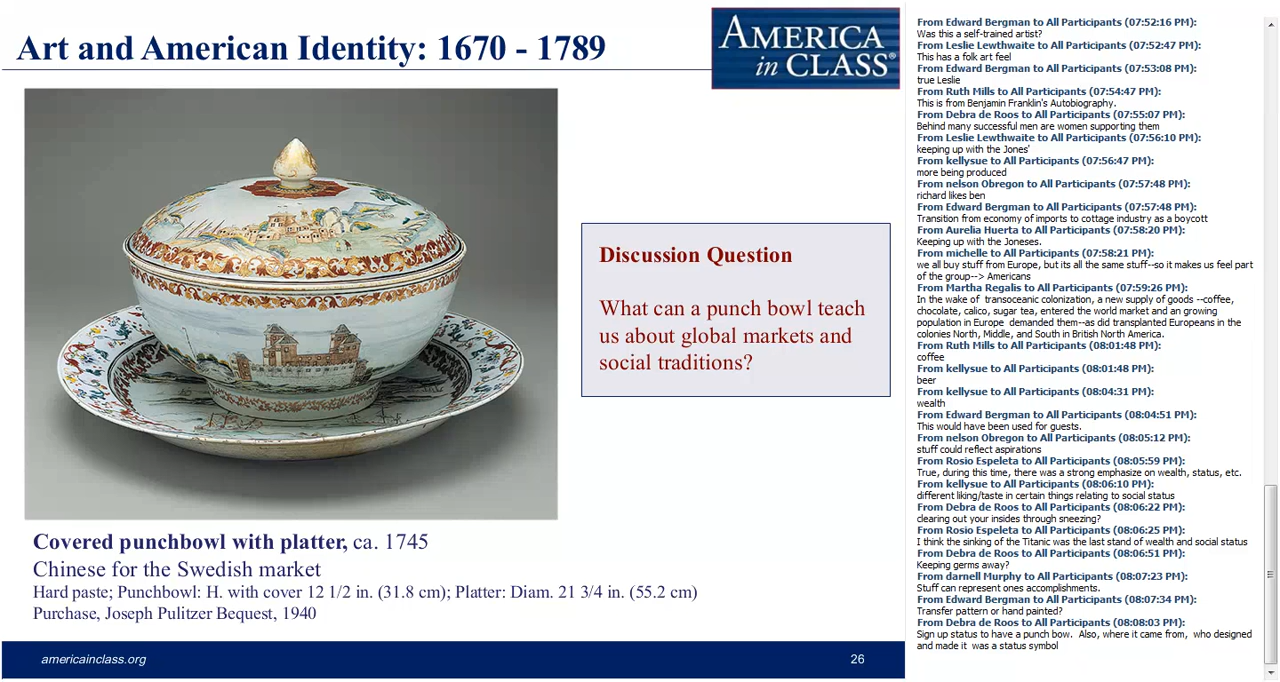 Art and American Identity: 1670 - 1789
AMERICA
in CLASS®
Discussion Question
What can a punch bowl teach
us about global markets and
social traditions?
Covered punchbowl with platter, ca. 1745
Chinese for the Swedish market
Hard paste; Punchbowl: H. with cover 12 1/2 in. (31.8 cm); Platter: Diam. 21 3/4 in. (55.2 cm)
Purchase, Joseph Pulitzer Bequest, 1940
americainclass.org
26
From Edward Bergman to All Participants (07:52:16 PM):
Was this a self-trained artist?
From Leslie Lewthwaite to All Participants (07:52:47 PM):
This has a folk art feel
From Edward Bergman to All Participants (07:53:08 PM):
true Leslie
From Ruth Mills to All Participants (07:54:47 PM):
This is from Benjamin Franklin's Autobiography.
From Debra de Roos to All Participants (07:55:07 PM):
Behind many successful men are women supporting them
From Leslie Lewthwaite to All Participants (07:56:10 PM):
keeping up with the Jones'
From kellysue to All Participants (07:56:47 PM):
more being produced
From nelson Obregon to All Participants (07:57:48 PM):
richard likes ben
From Edward Bergman to All Participants (07:57:48 PM):
Transition from economy of imports to cottage industry as a boycott
From Aurelia Huerta to All Participants (07:58:20 PM):
Keeping up with the Joneses.
From michelle to All Participants (07:58:21 PM):
we all buy stuff from Europe, but its all the same stuff--so it makes us feel part
of the group--> Americans
From Martha Regalis to All Participants (07:59:26 PM):
In the wake of transoceanic colonization, a new supply of goods --coffee,
chocolate, calico, sugar tea, entered the world market and an growing
population in Europe demanded them--as did transplanted Europeans in the
colonies North, Middle, and South in British North America.
From Ruth Mills to All Participants (08:01:48 PM):
coffee
From kellysue to All Participants (08:01:48 PM):
beer
From kellysue to All Participants (08:04:31 PM):
wealth
From Edward Bergman to All Participants (08:04:51 PM):
This would have been used for guests.
From nelson Obregon to All Participants (08:05:12 PM):
stuff could reflect aspirations
From Rosio Espeleta to All Participants (08:05:59 PM):
True, during this time, there was a strong emphasize on wealth, status, etc.
From kellysue to All Participants (08:06:10 PM):
different liking/taste in certain things relating to social status
From Debra de Roos to All Participants (08:06:22 PM):
clearing out your insides through sneezing?
From Rosio Espeleta to All Participants (08:06:25 PM):
I think the sinking of the Titanic was the last stand of wealth and social status
From Debra de Roos to All Participants (08:06:51 PM):
Keeping germs away?
From darnell Murphy to All Participants (08:07:23 PM):
Stuff can represent ones accomplishments.
From Edward Bergman to All Participants (08:07:34 PM):
Transfer pattern or hand painted?
From Debra de Roos to All Participants (08:08:03 PM):
Sign up status to have a punch bow. Also, where it came from, who designed
and made it was a status symbol